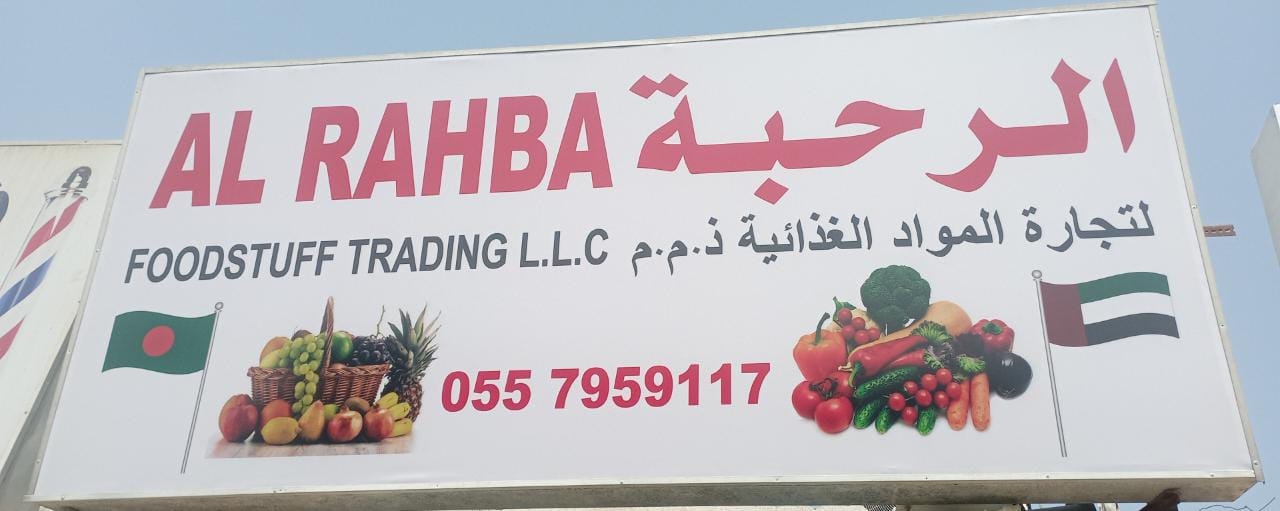 AL RAHBA الرحبة
FOODSTUFF TRADING L.L.C لتجارة المواد الغذائية ذ.م.م
055 7959117